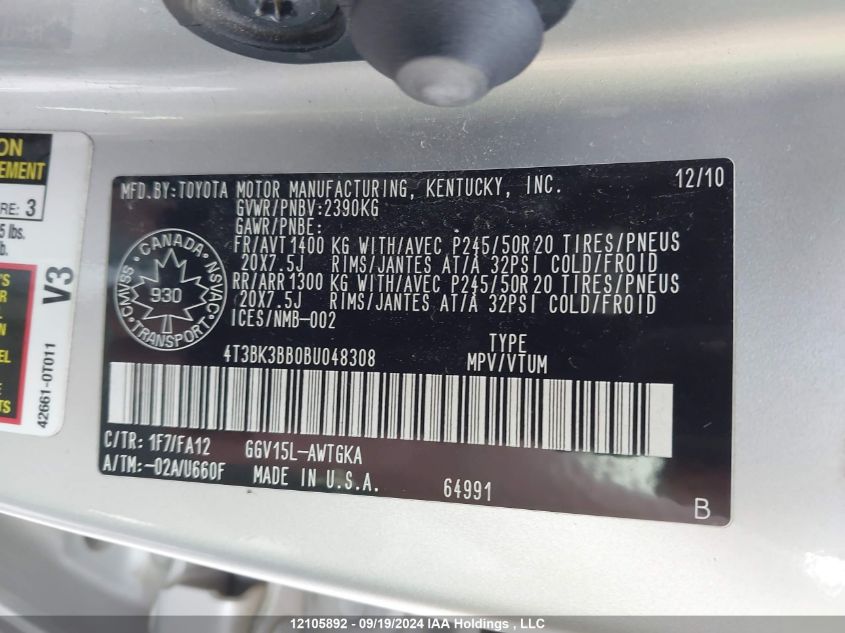 ON
EMENT
RE: 3
5 lbs.
b.
V3
'S
R
L
N
EL
E
TS
42661-0T011
MFD.BY:TOYOTA MOTOR MANUFACTURING, KENTUCKY, INC. 12/10
GVWR/PNBV:2390KG
GAWR/PNBE:
FR/AVT1400 KG WITH/AVEC P245/50R20 TIRES/PNEUS
20X7.5J RIMS/JANTES AT/A 32PSI COLD/FROID
RR/ARR1300 KG WITH/AVEC P245/50R20 TIRES/PNEUS
20X7.5J RIMS/JANTES AT/A 32PSI COLD/FROID
ICES/NMB-002
CANADA
CMVSS NSVAC
930
TRANSPORT
4T3BK3BB0BU048308
TYPE
MPV/VTUM
C/TR: 1F7/FA12 GGV15L-AWTGKA
A/TM:-02A/U660F MADE IN U.S.A. 64991
B
12105892 - 09/19/2024 IAA Holdings , LLC